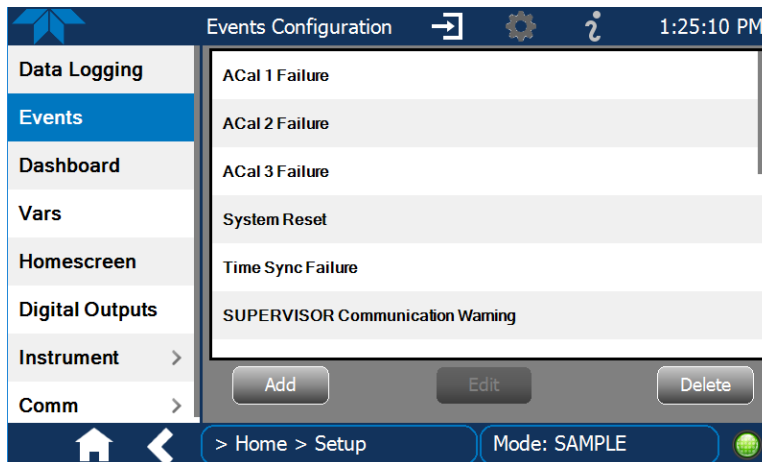 Events Configuration
1:25:10 PM
Data Logging
Events
Dashboard
Vars
Homescreen
Digital Outputs
Instrument >
Comm >
ACal 1 Failure
ACal 2 Failure
ACal 3 Failure
System Reset
Time Sync Failure
SUPERVISOR Communication Warning
Add
Edit
Delete
> Home > Setup
Mode: SAMPLE